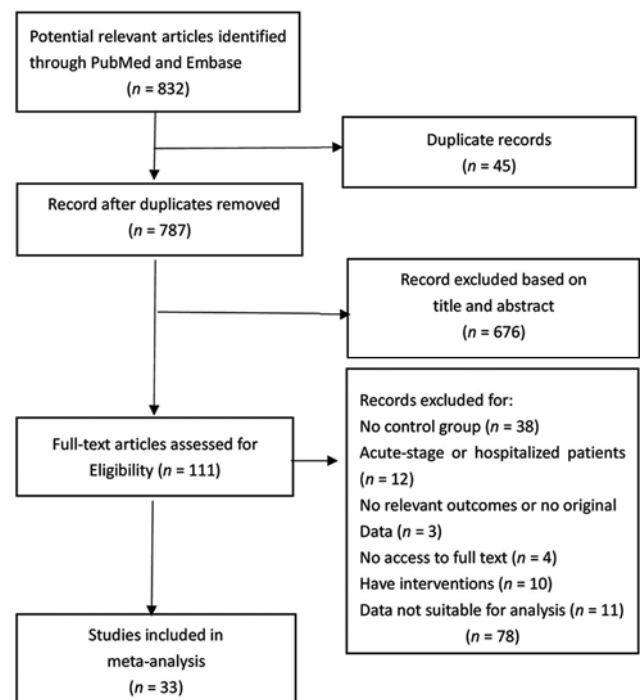 Potential relevant articles identified
through PubMed and Embase
(n = 832)
Duplicate records
(n = 45)
Record after duplicates removed
(n = 787)
Record excluded based on
title and abstract
(n = 676)
Full-text articles assessed for
Eligibility (n = 111)
Records excluded for:
No control group (n = 38)
Acute-stage or hospitalized patients
(n = 12)
No relevant outcomes or no original
Data (n = 3)
No access to full text (n = 4)
Have interventions (n = 10)
Data not suitable for analysis (n = 11)
(n = 78)
Studies included in
meta-analysis
(n = 33)